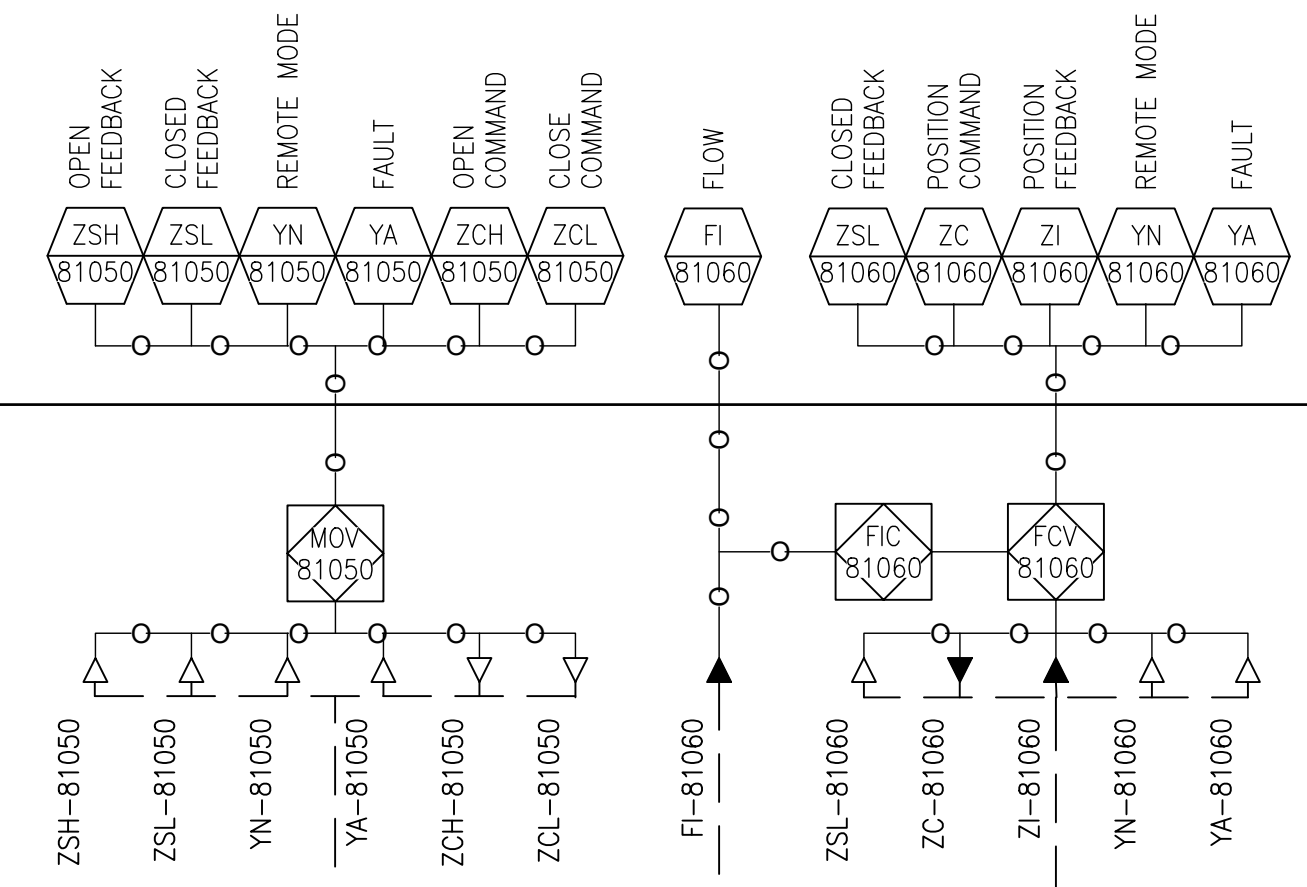 OPEN
FEEDBACK
CLOSED
FEEDBACK
REMOTE MODE
FAULT
OPEN
COMMAND
CLOSE
COMMAND
FLOW
CLOSED
FEEDBACK
POSITION
COMMAND
POSITION
FEEDBACK
REMOTE MODE
FAULT
ZSH
81050
ZSL
81050
YN
81050
YA
81050
ZCH
81050
ZCL
81050
FI
81060
ZSL
81060
ZC
81060
ZI
81060
YN
81060
YA
81060
MOV
81050
FIC
81060
FCV
81060
ZSH-81050
ZSL-81050
YN-81050
YA-81050
ZCH-81050
ZCL-81050
FI-81060
ZSL-81060
ZC-81060
ZI-81060
YN-81060
YA-81060